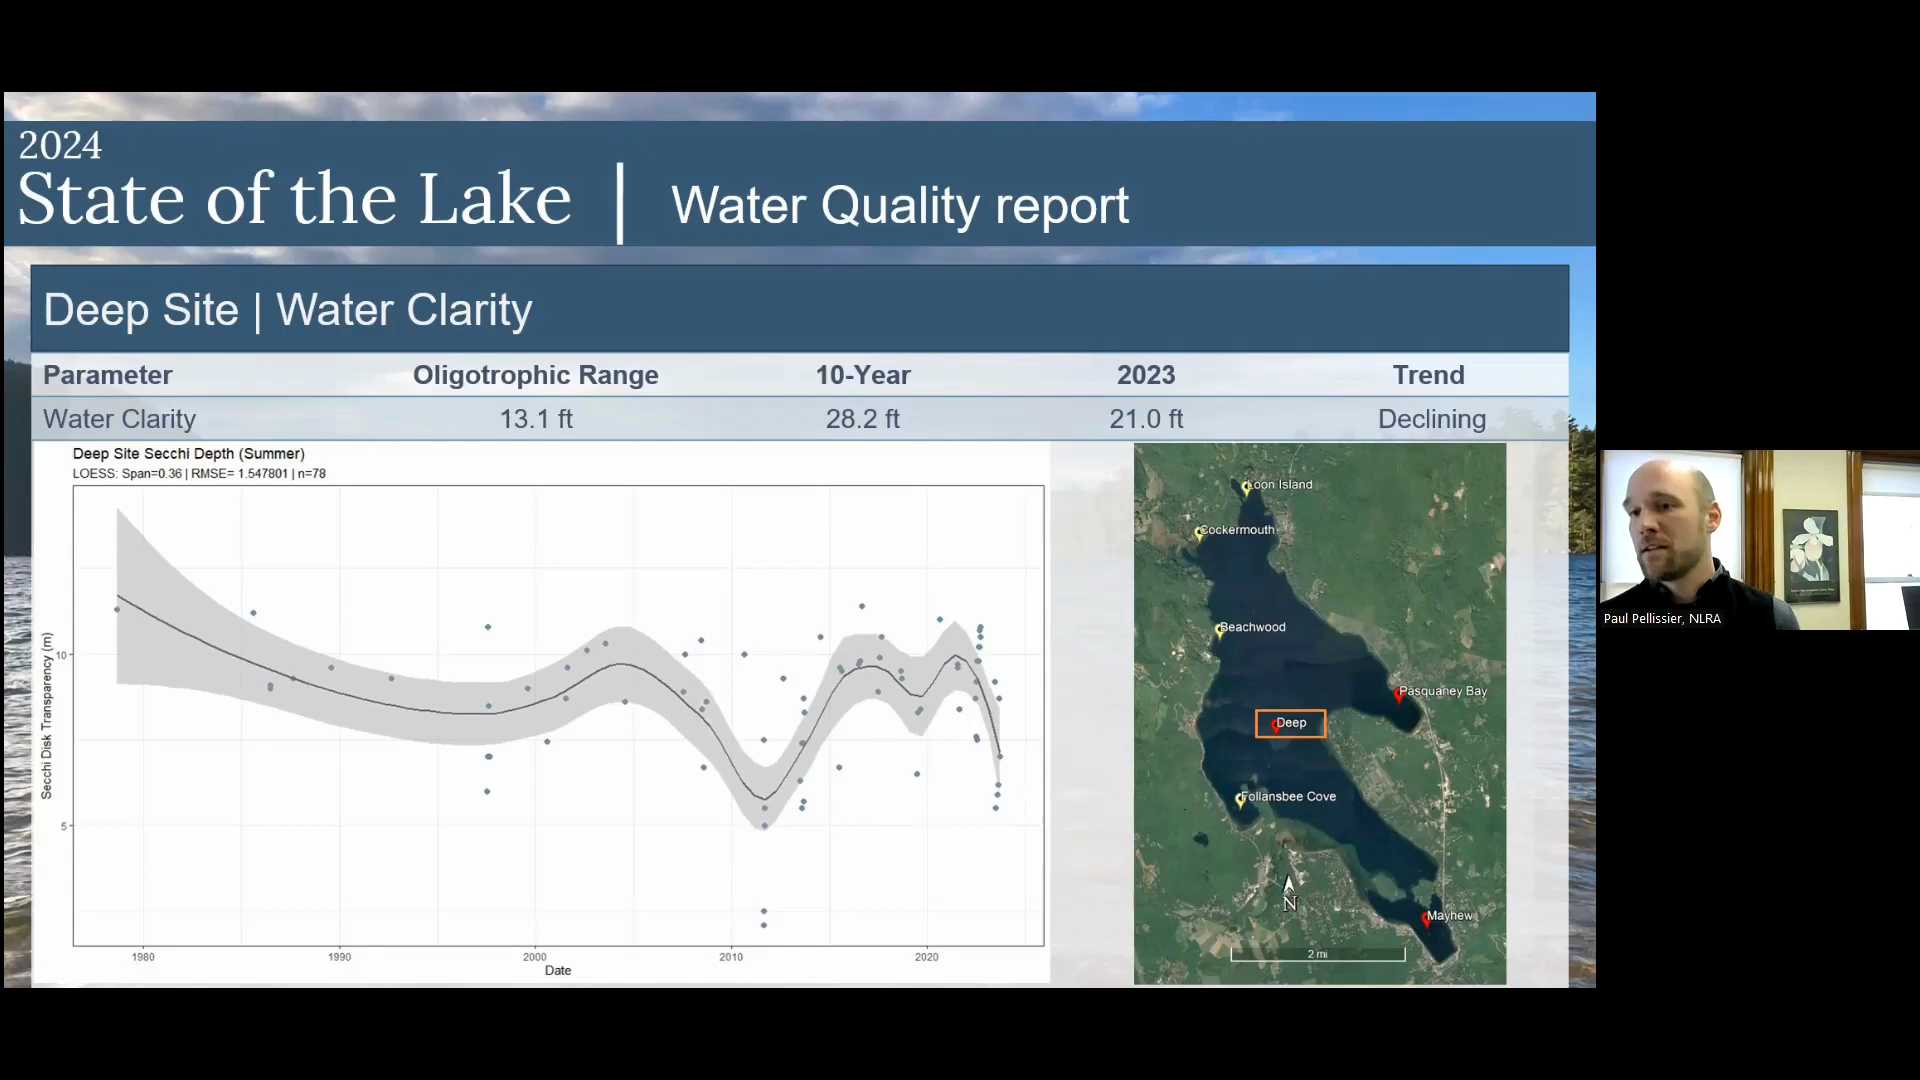 2024
State of the Lake | Water Quality report
Deep Site | Water Clarity
Parameter Oligotrophic Range 10-Year 2023 Trend
Water Clarity 13.1 ft 28.2 ft 21.0 ft Declining
Deep Site Secchi Depth (Summer)
LOESS: Span=0.36 | RMSE= 1.547801 | n=78
Secchi Disk Transparency (m)
10
5
1980 1990 2000 2010 2020
Date
Loon Island
Cockermouth
Beachwood
Pasquaney Bay
Deep
Follansbee Cove
N
Mayhew
2 mi
Paul Pellissier, NLRA